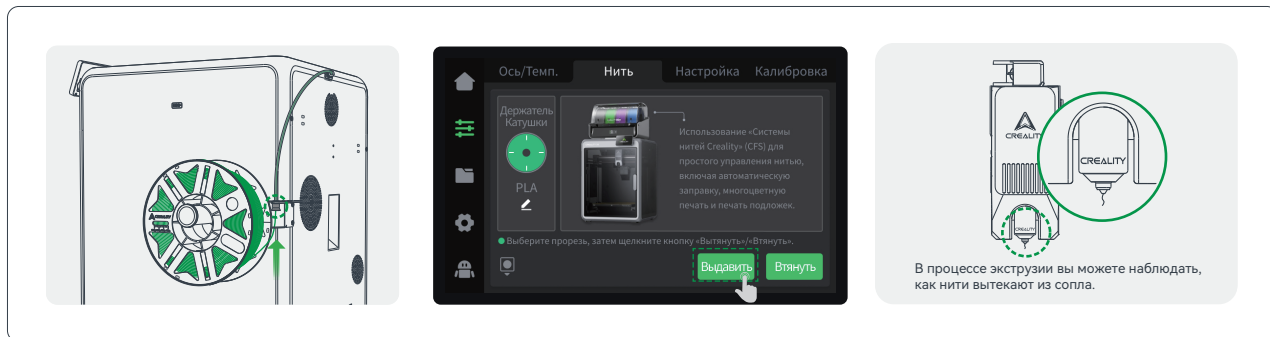 CREALITY
Ось/Темп.
Нить
Настройка
Калибровка
Держатель
Катушки
PLA
Использование «Системы
нитей Creality» (CFS) для
простого управления нитью,
включая автоматическую
заправку, многоцветную
печать и печать подложек.
Выберите прорезь, затем щелкните кнопку «Вытянуть»/«Втянуть».
Выдавить
Втянуть
CREALITY
CREALITY
CREALITY
В процессе экструзии вы можете наблюдать,
как нити вытекают из сопла.